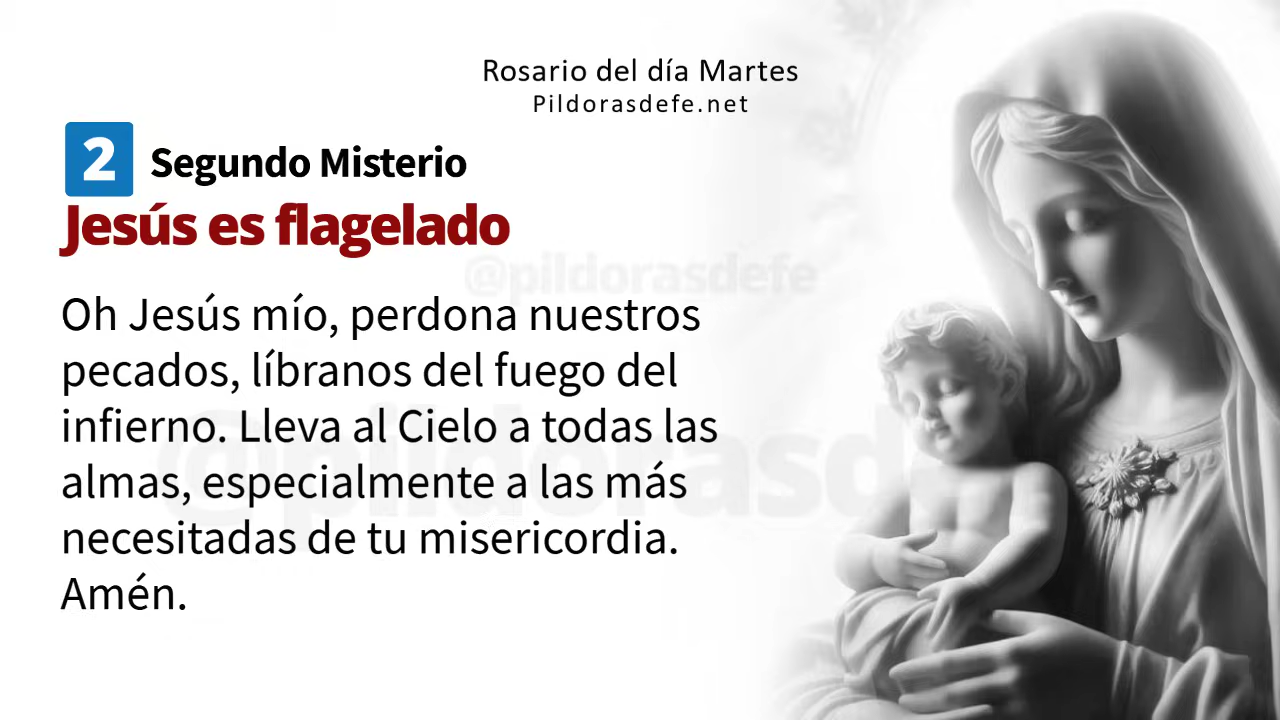 Rosario del día Martes
Pildorasdefe.net
2 Segundo Misterio
Jesús es flagelado
@pildorasdefe
Oh Jesús mío, perdona nuestros
pecados, líbranos del fuego del
infierno. Lleva al Cielo a todas las
almas, especialmente a las más
necesitadas de tu misericordia.
Amén.